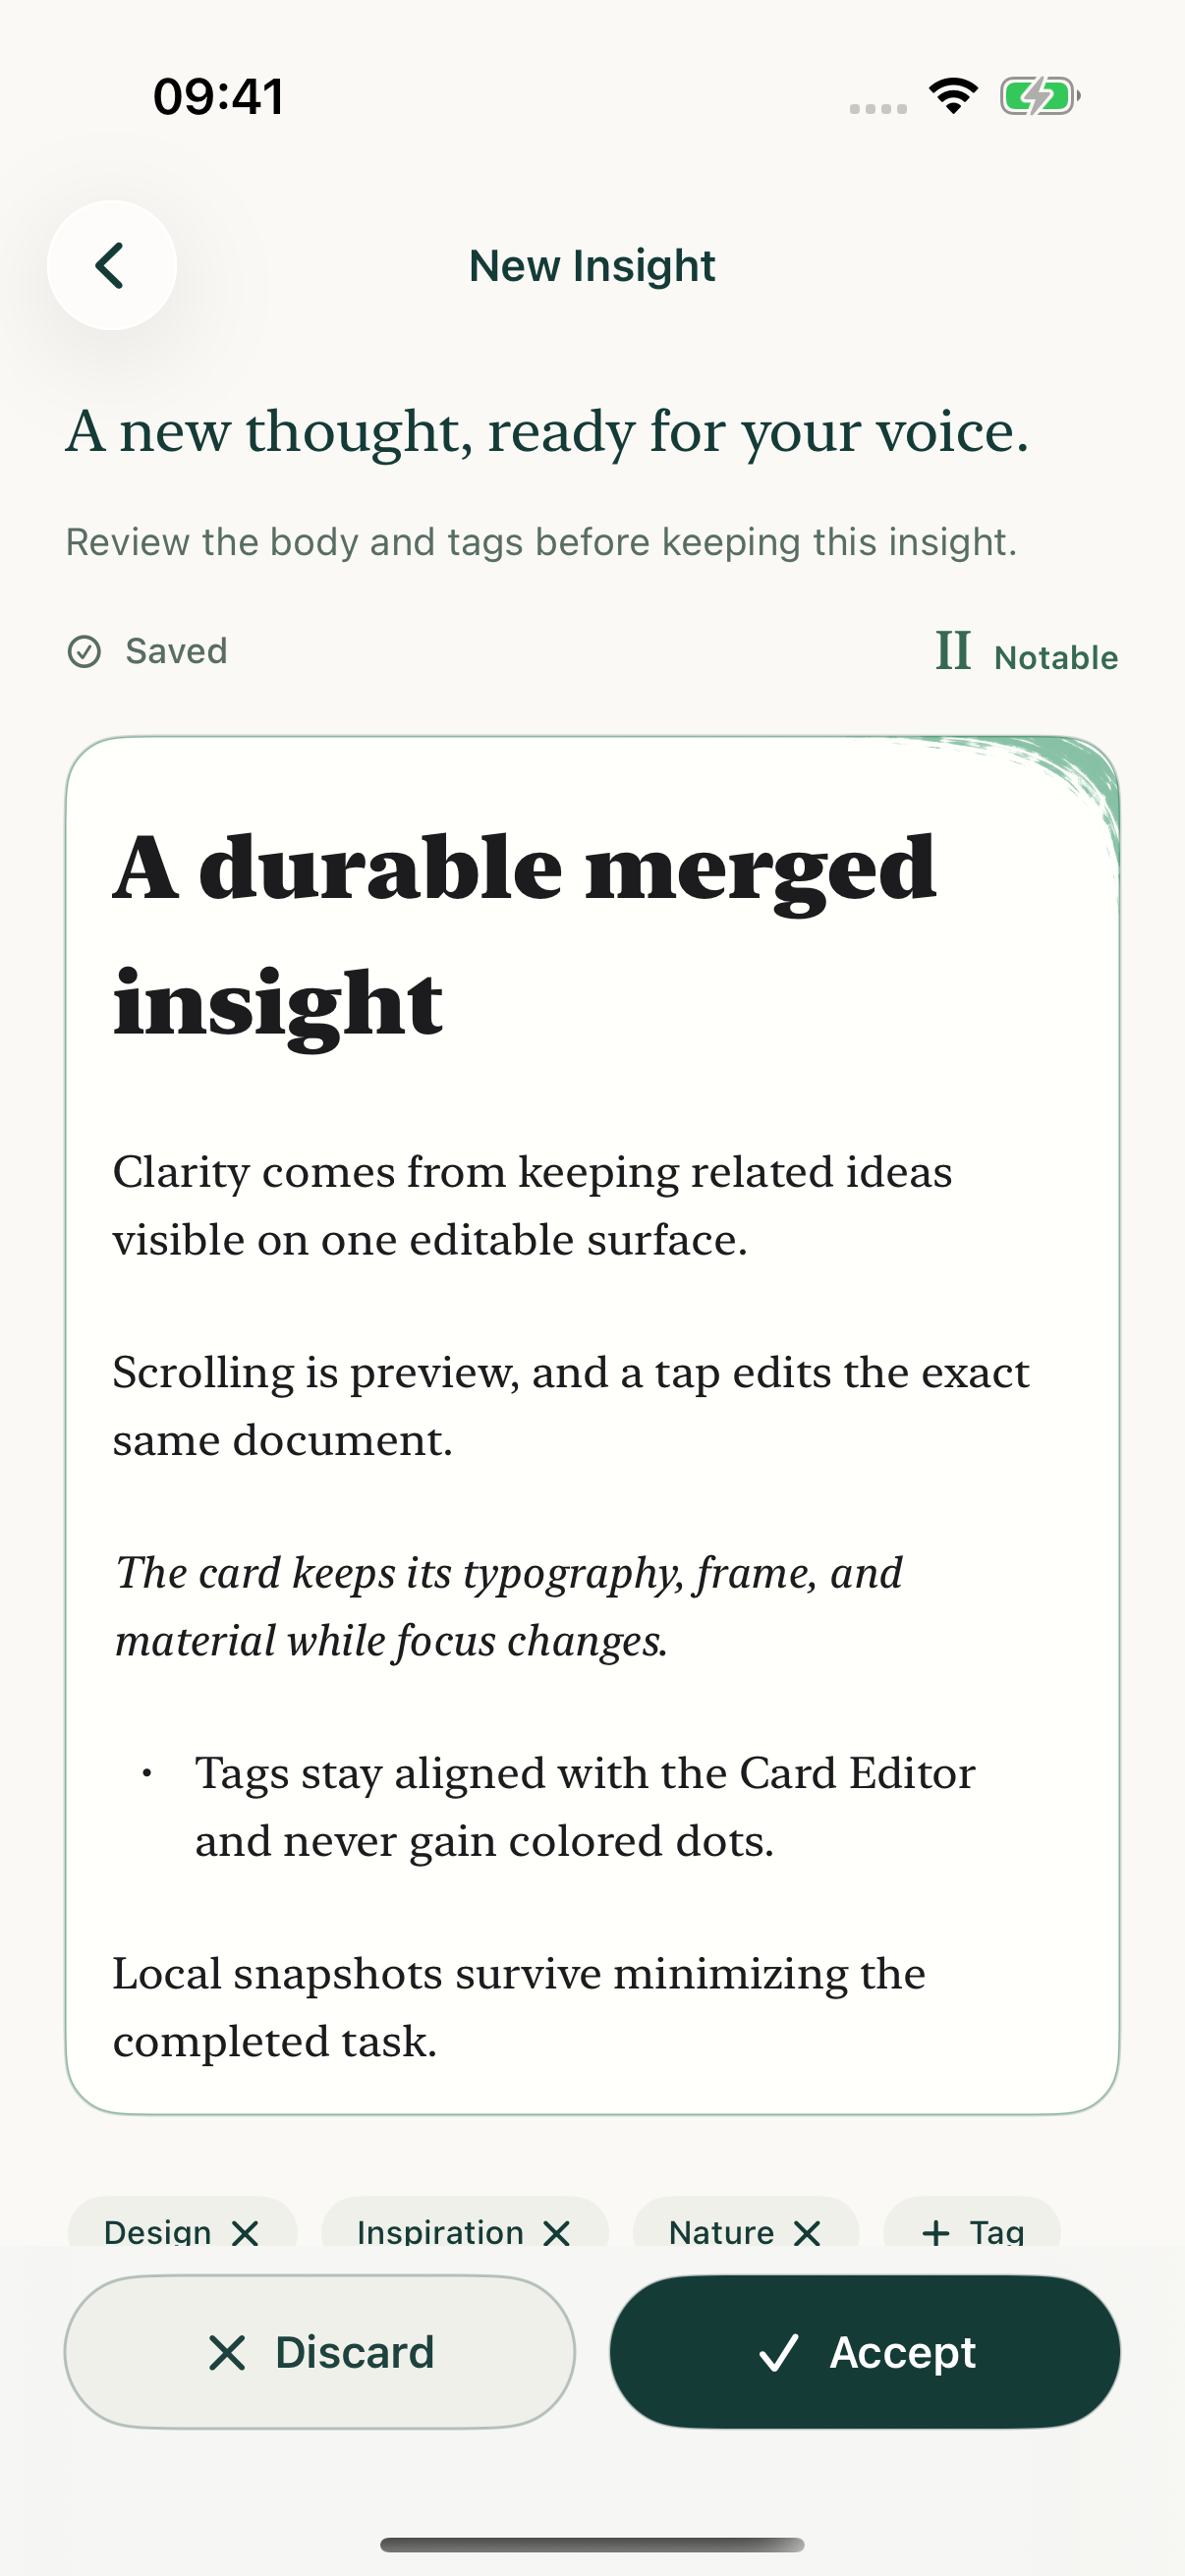 09:41
New Insight
A new thought, ready for your voice.
Review the body and tags before keeping this insight.
Saved
II Notable
A durable merged
insight
Clarity comes from keeping related ideas
visible on one editable surface.
Scrolling is preview, and a tap edits the exact
same document.
The card keeps its typography, frame, and
material while focus changes.
• Tags stay aligned with the Card Editor
and never gain colored dots.
Local snapshots survive minimizing the
completed task.
Design Inspiration Nature + Tag
Discard Accept